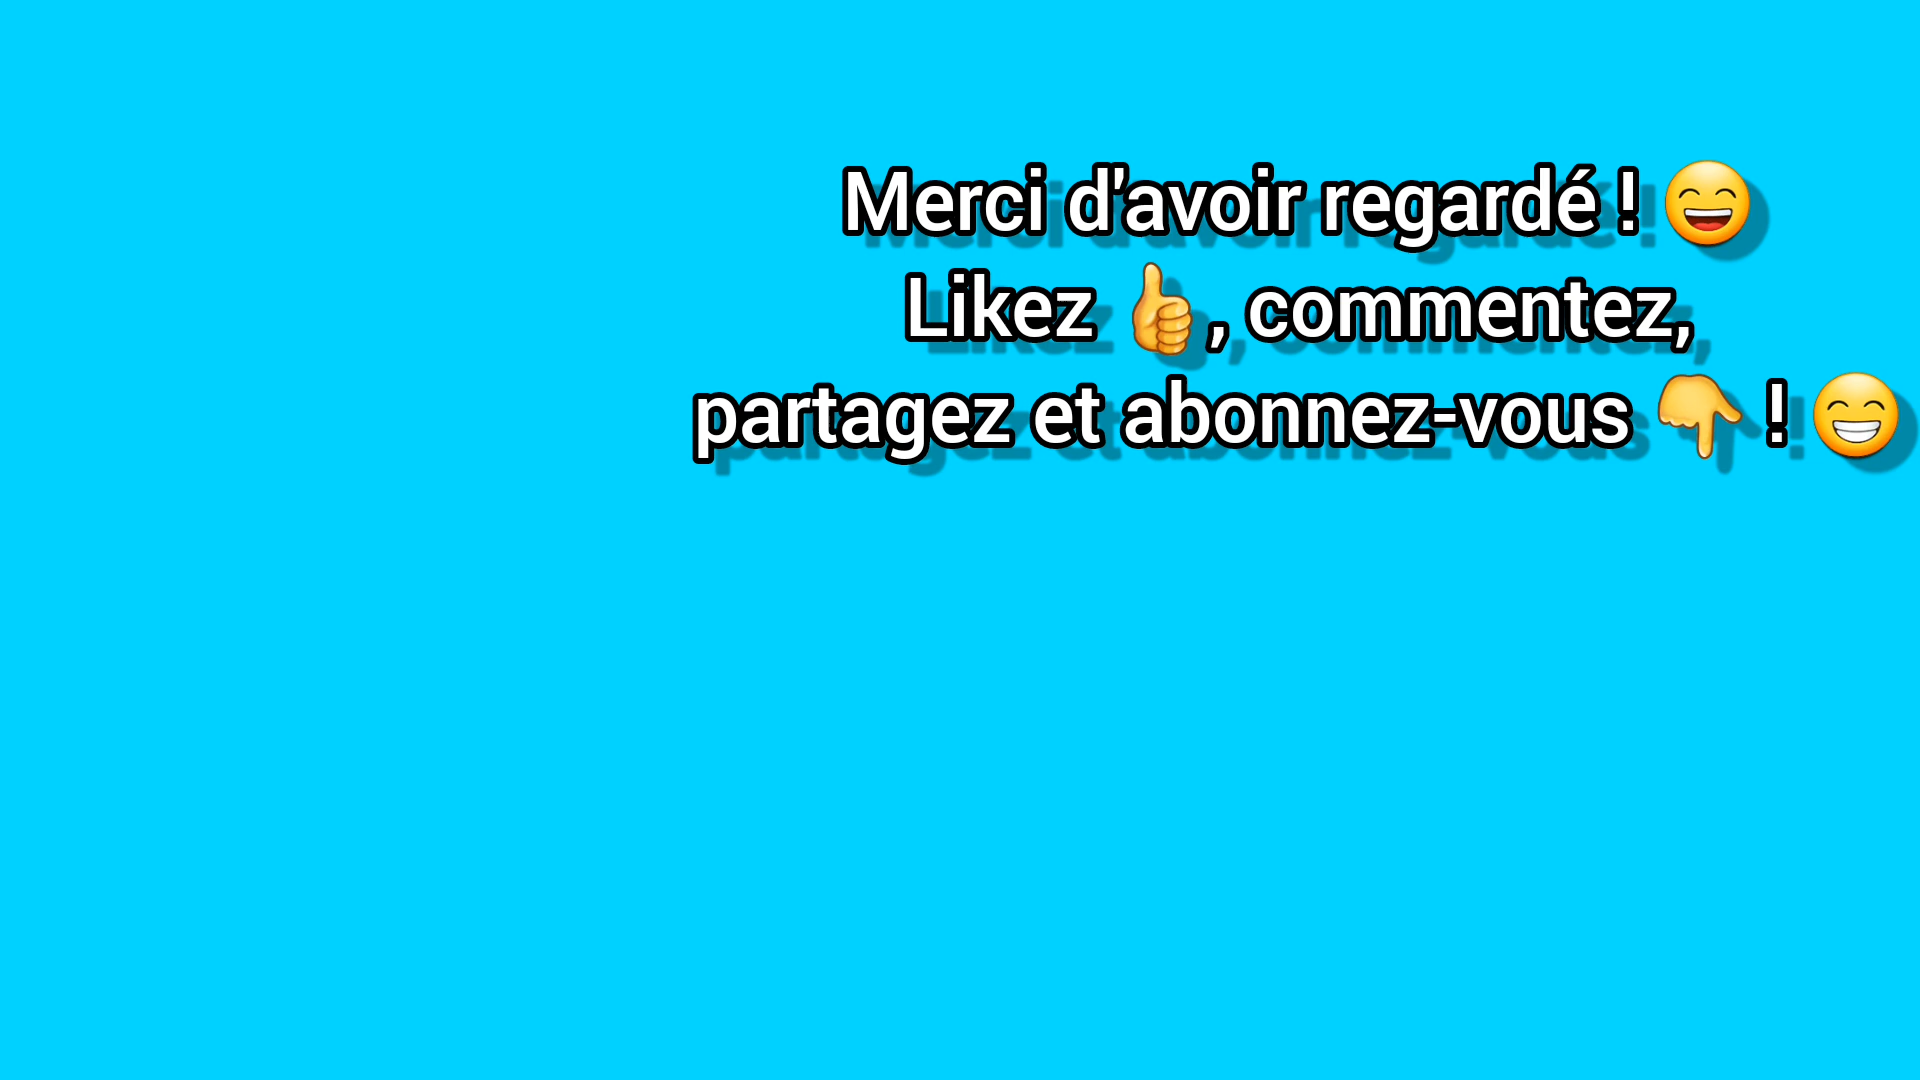 Merci d'avoir regardé ! 😄
Likez 👍, commentez,
partagez et abonnez-vous 👇 ! 😁